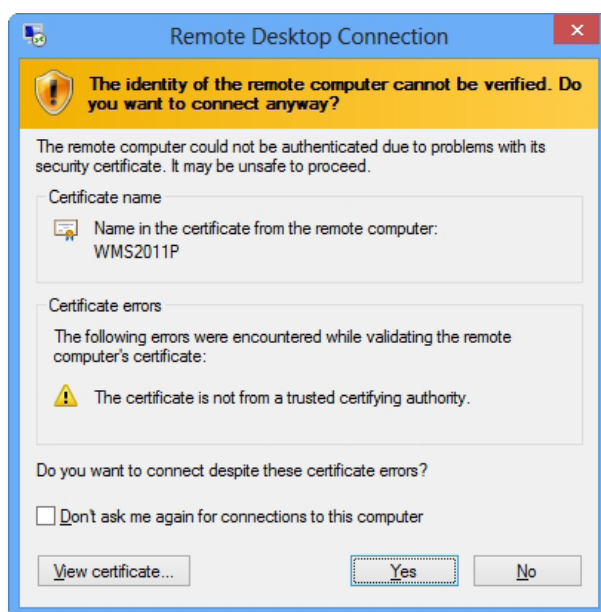 Remote Desktop Connection
The identity of the remote computer cannot be verified. Do
you want to connect anyway?
The remote computer could not be authenticated due to problems with its
security certificate. It may be unsafe to proceed.
Certificate name
Name in the certificate from the remote computer:
WMS2011P
Certificate errors
The following errors were encountered while validating the remote
computer's certificate:
The certificate is not from a trusted certifying authority.
Do you want to connect despite these certificate errors?
Don't ask me again for connections to this computer
View certificate... Yes No